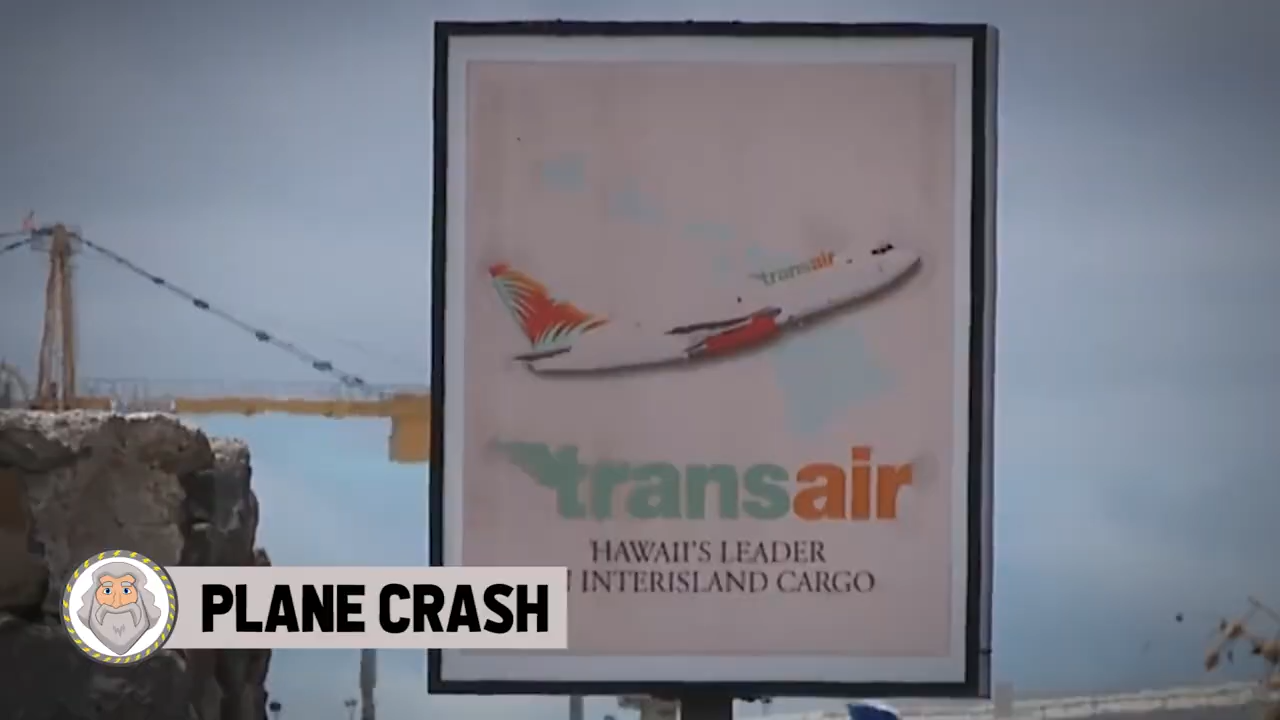 transair
transair
HAWAII'S LEADER
INTERISLAND CARGO
PLANE CRASH